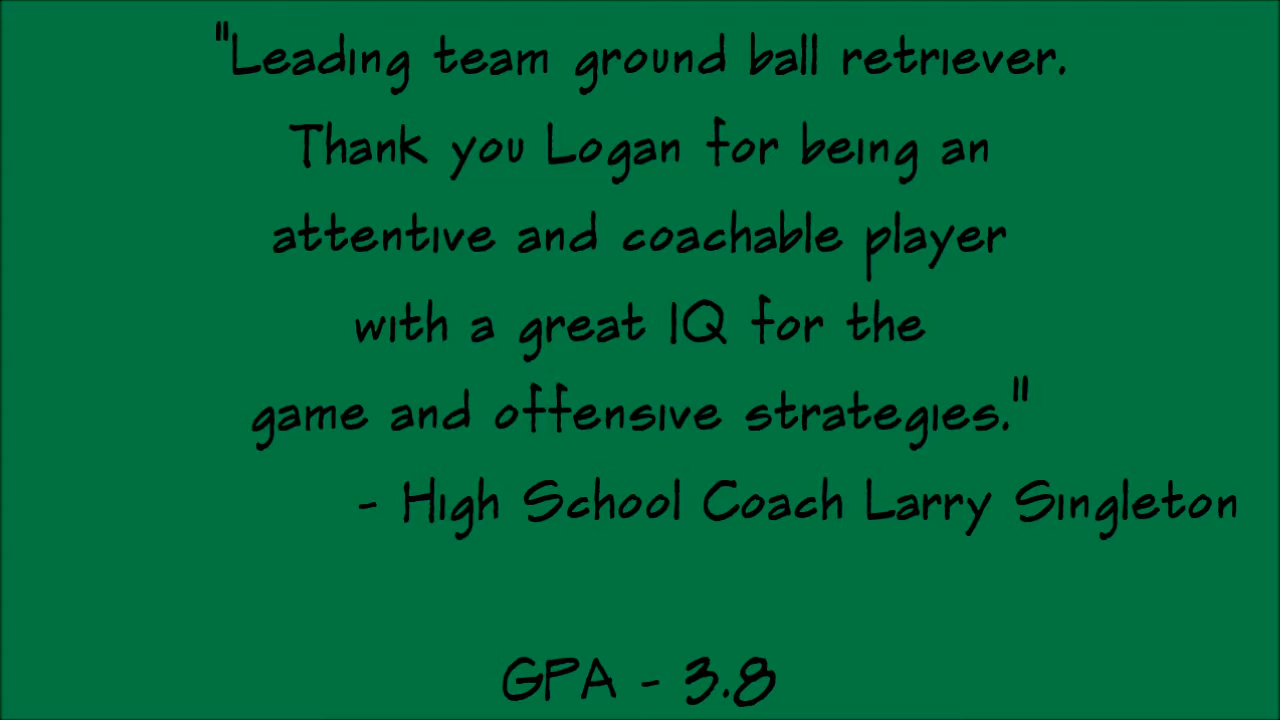 "Leading team ground ball retriever.
Thank you Logan for being an
attentive and coachable player
with a great IQ for the
game and offensive strategies."
- High School Coach Larry Singleton
GPA - 3.8